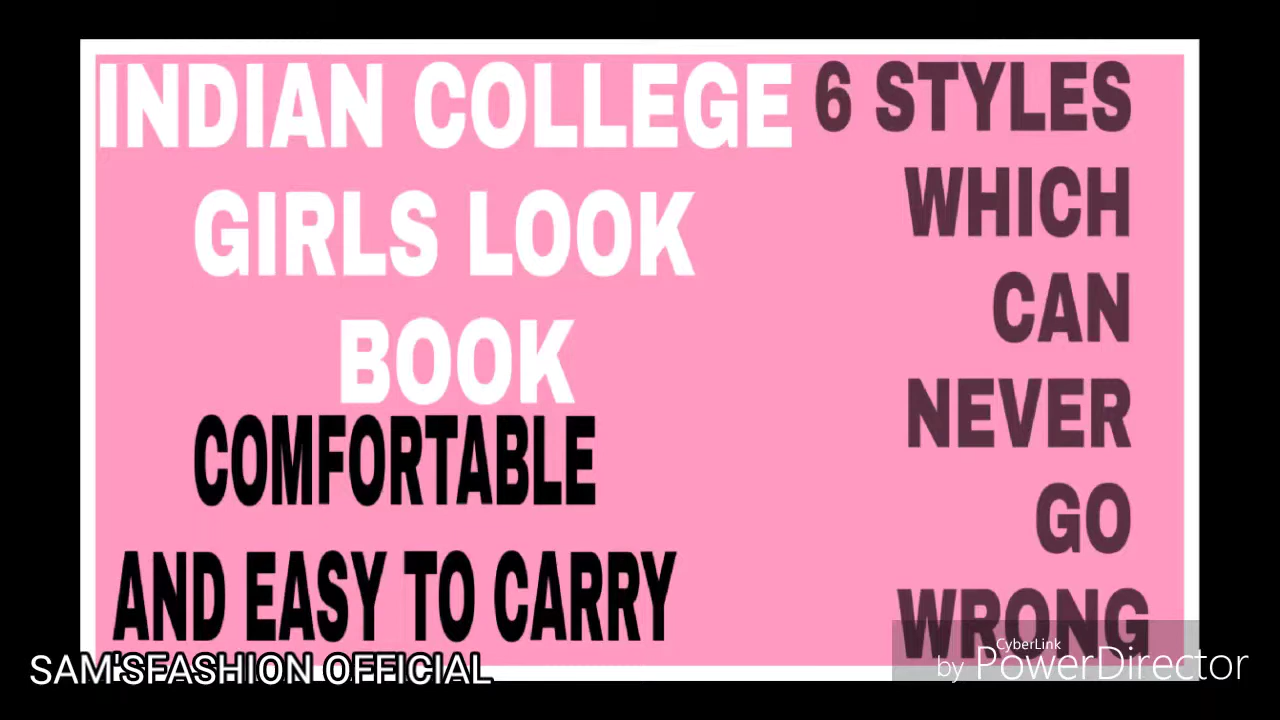 INDIAN COLLEGE
GIRLS LOOK
BOOK
COMFORTABLE
AND EASY TO CARRY
6 STYLES
WHICH
CAN
NEVER
GO
WRONG
SAM'SFASHION OFFICIAL
CyberLink
by PowerDirector